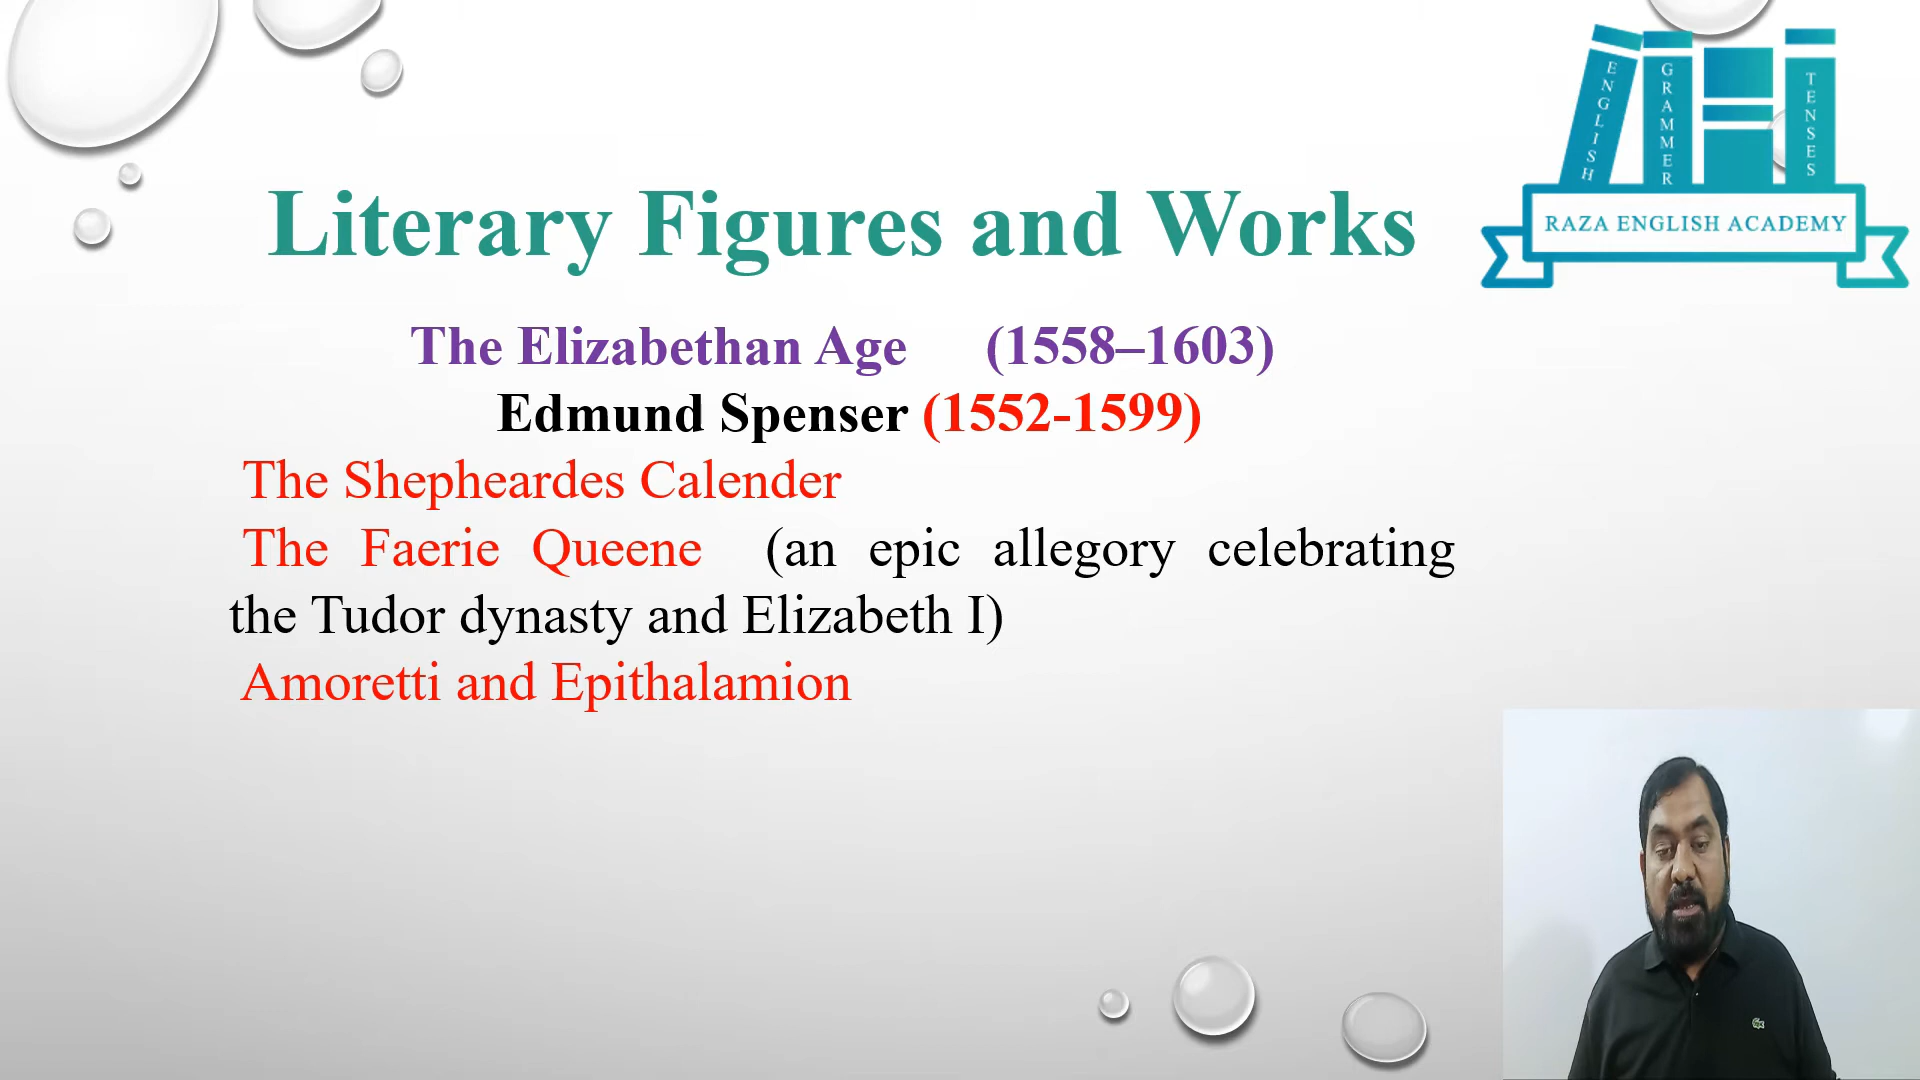 ENGLISH
GRAMMER
TENSES
RAZA ENGLISH ACADEMY
Literary Figures and Works
The Elizabethan Age (1558–1603)
Edmund Spenser (1552-1599)
The Shepheardes Calender
The Faerie Queene (an epic allegory celebrating
the Tudor dynasty and Elizabeth I)
Amoretti and Epithalamion